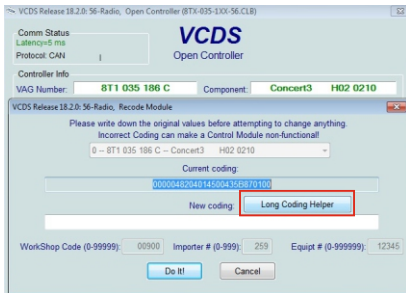 VCDS Release 18.2.0: 56-Radio, Open Controller (8TX-035-1XX-56.CLB)
Comm Status
Latency=5 ms
Protocol: CAN
VCDS
Open Controller
Controller Info
VAG Number: 8T1 035 186 C Component: Concert3 H02 0210
VCDS Release 18.2.0: 56-Radio, Recode Module
Please write down the original values before attempting to change anything.
Incorrect Coding can make a Control Module non-functional!
0 -- 8T1 035 186 C -- Concert3 H02 0210
Current coding:
New coding: Long Coding Helper
WorkShop Code (0-99999): 00900 Importer # (0-999): 259 Equipt # (0-999999): 12345
Do It! Cancel